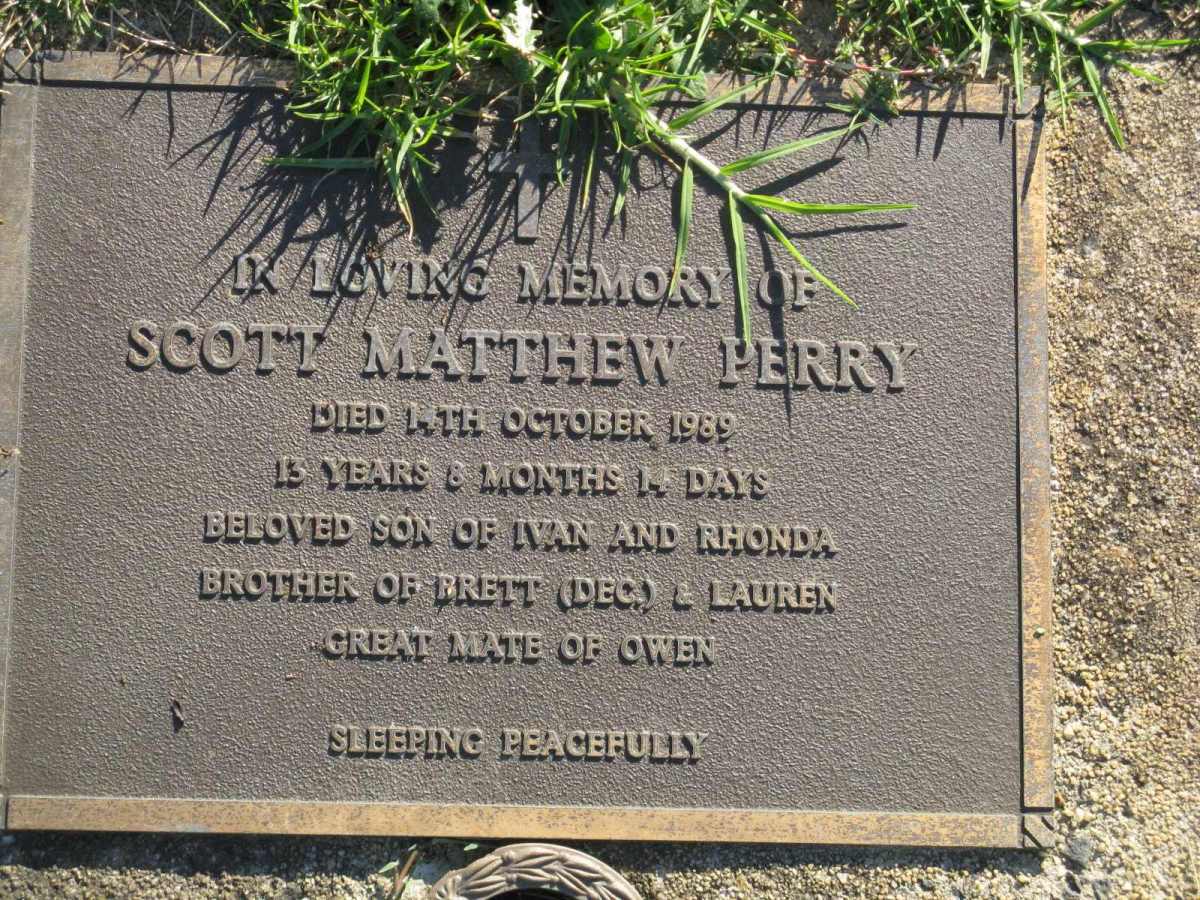 IN LOVING MEMORY OF
SCOTT MATTHEW PERRY
DIED 14TH OCTOBER 1989
13 YEARS 8 MONTHS 14 DAYS
BELOVED SON OF IVAN AND RHONDA
BROTHER OF BRETT (DEC.) & LAUREN
GREAT MATE OF OWEN
SLEEPING PEACEFULLY